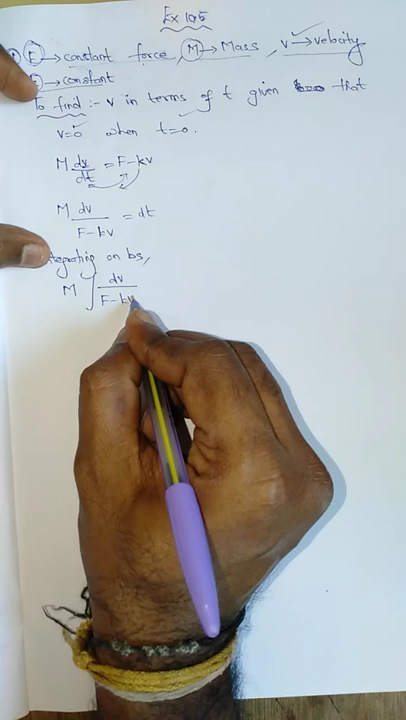 Ex 10.5
F → constant force, M → Mass, v → velocity
→ constant
To find :- v in terms of t given that
v=0 when t=0.
M dv/dt = F-kv
M dv/F-kv = dt
on bs,
M ∫ dv/F-kv